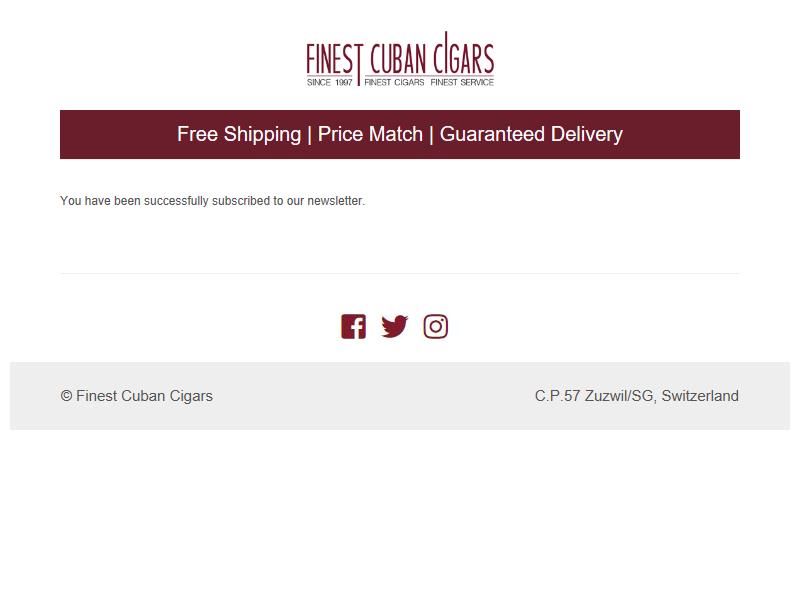 FINEST CUBAN CIGARS
SINCE 1997 FINEST CIGARS FINEST SERVICE
Free Shipping | Price Match | Guaranteed Delivery
You have been successfully subscribed to our newsletter.
© Finest Cuban Cigars
C.P.57 Zuzwil/SG, Switzerland